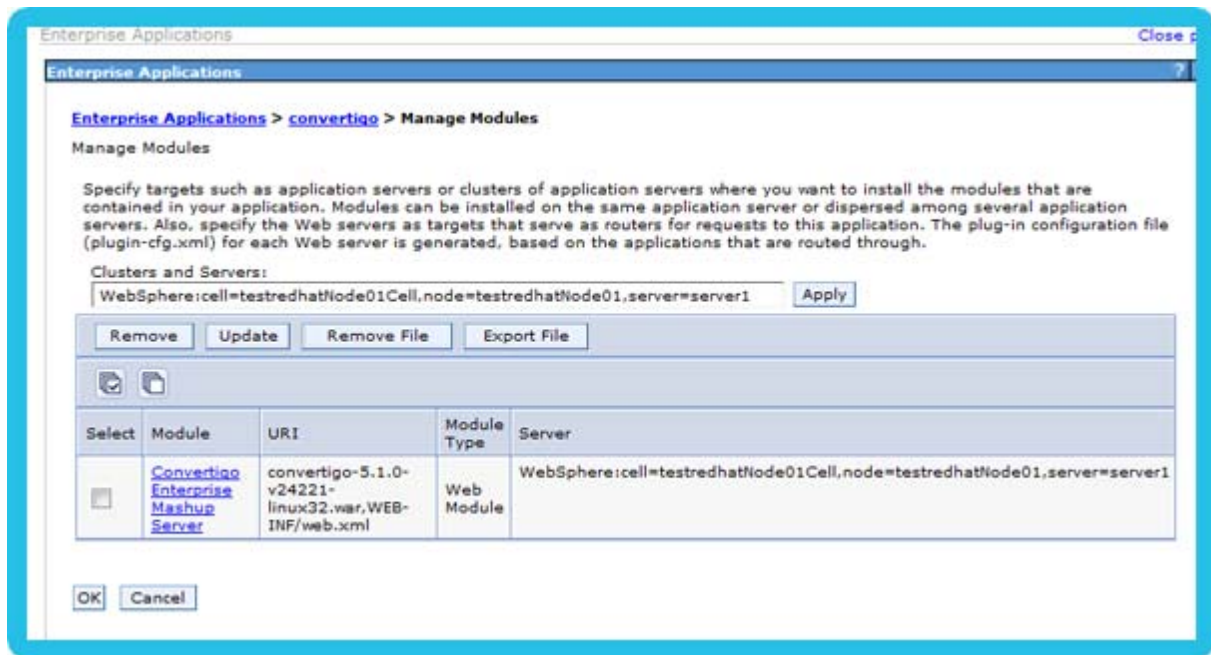 Enterprise Applications
Close p
Enterprise Applications
?
Enterprise Applications > convertigo > Manage Modules
Manage Modules
Specify targets such as application servers or clusters of application servers where you want to install the modules that are
contained in your application. Modules can be installed on the same application server or dispersed among several application
servers. Also, specify the Web servers as targets that serve as routers for requests to this application. The plug-in configuration file
(plugin-cfg.xml) for each Web server is generated, based on the applications that are routed through.
Clusters and Servers:
WebSphere:cell=testredhatNode01Cell,node=testredhatNode01,server=server1
Apply
Remove
Update
Remove File
Export File
Select
Module
URI
Module
Type
Server
Convertigo
Enterprise
Mashup
Server
convertigo-5.1.0-
v24221-
linux32.war,WEB-
INF/web.xml
Web
Module
WebSphere:cell=testredhatNode01Cell,node=testredhatNode01,server=server1
OK
Cancel